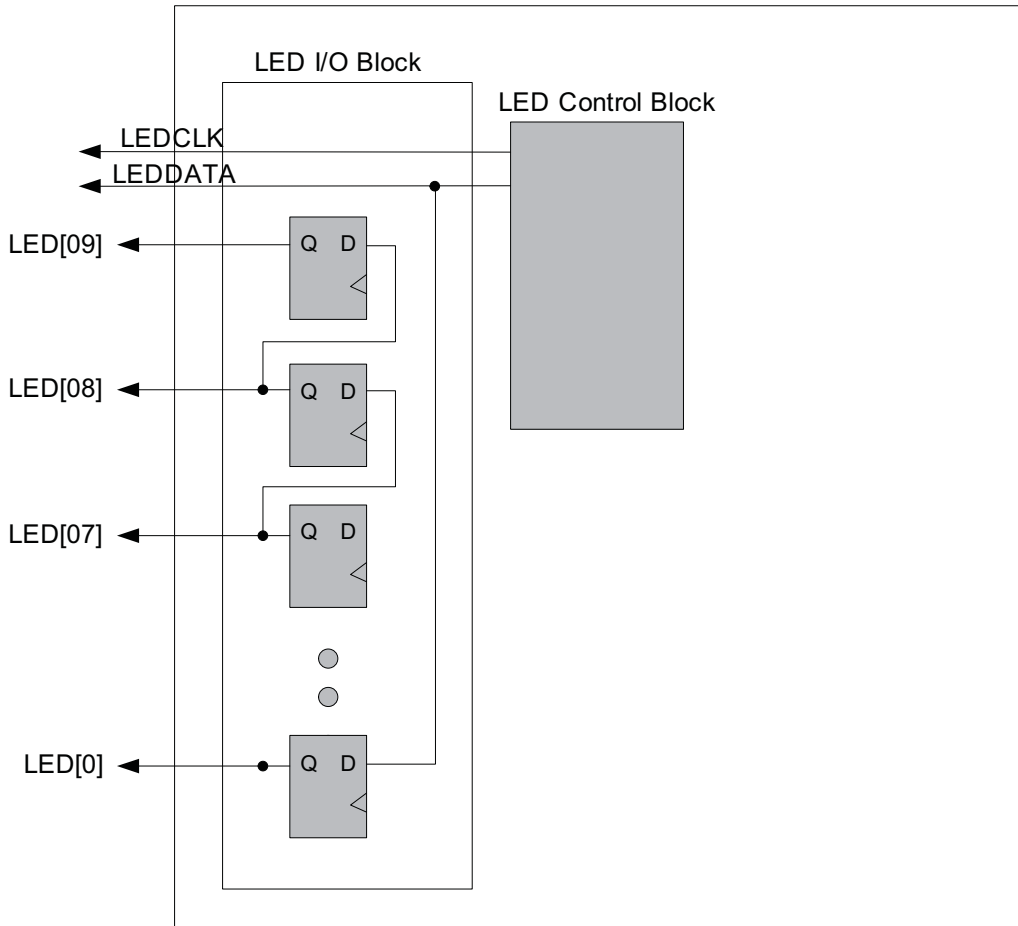 LED I/O Block
LED Control Block
LEDCLK
LEDDATA
LED[09]
Q D
LED[08]
Q D
LED[07]
Q D
LED[0]
Q D